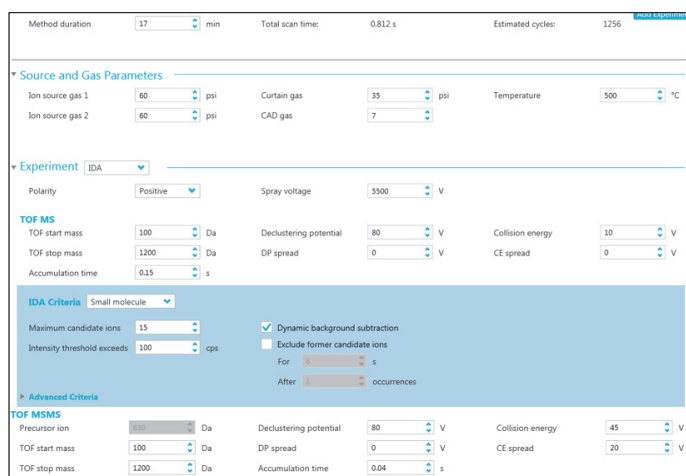 Add Experiment
Method duration 17 min Total scan time: 0.812 s Estimated cycles: 1256
Source and Gas Parameters
Ion source gas 1 60 psi Curtain gas 35 psi Temperature 500 °C
Ion source gas 2 60 psi CAD gas 7
Experiment IDA
Polarity Positive Spray voltage 5500 V
TOF MS
TOF start mass 100 Da Declustering potential 80 V Collision energy 10 V
TOF stop mass 1200 Da DP spread 0 V CE spread 0 V
Accumulation time 0.15 s
IDA Criteria Small molecule
Maximum candidate ions 15 Dynamic background subtraction
Intensity threshold exceeds 100 cps Exclude former candidate ions
For s
After 1 occurrences
Advanced Criteria
TOF MSMS
Precursor ion Da Declustering potential 80 V Collision energy 45 V
TOF start mass 100 Da DP spread 0 V CE spread 20 V
TOF stop mass 1200 Da Accumulation time 0.04 s